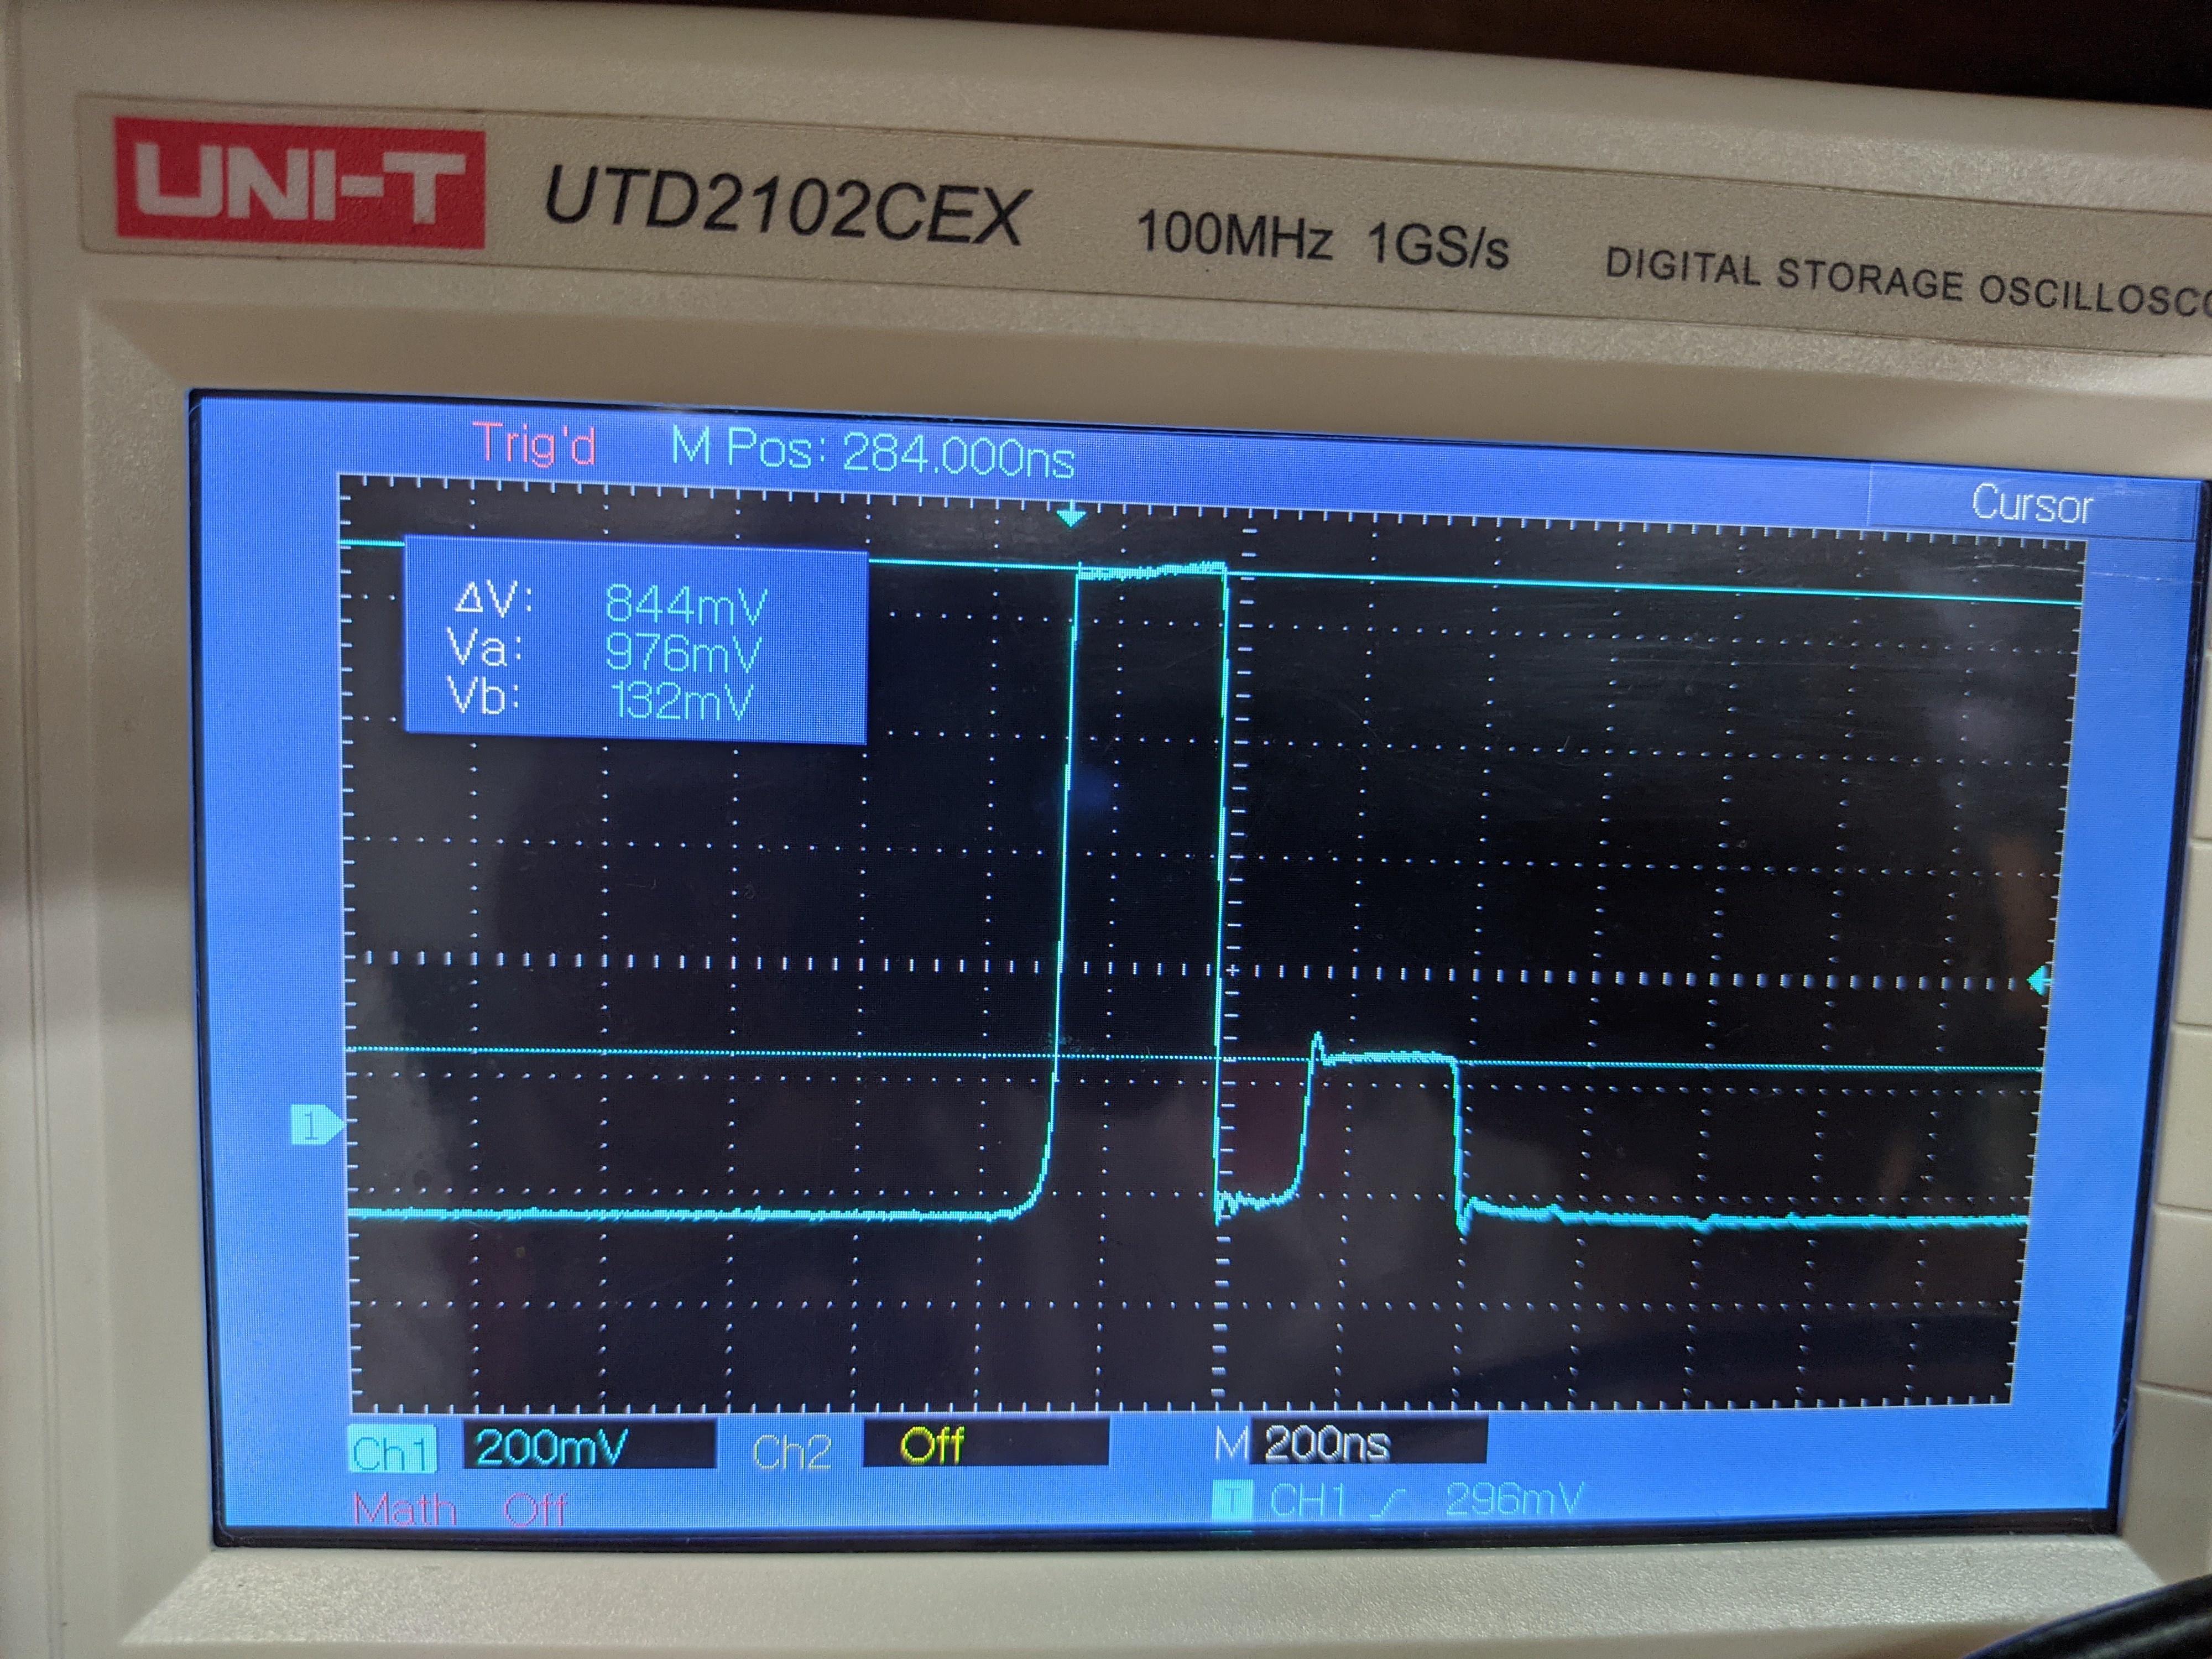 UNI-T UTD2102CEX 100MHz 1GS/s DIGITAL STORAGE
Trig'd M Pos: 284.000ns
Cursor
ΔV: 844mV
Va: 976mV
Vb: 132mV
1
Ch1 200mV Ch2 Off M 200ns
Math Off T CH1 296mV